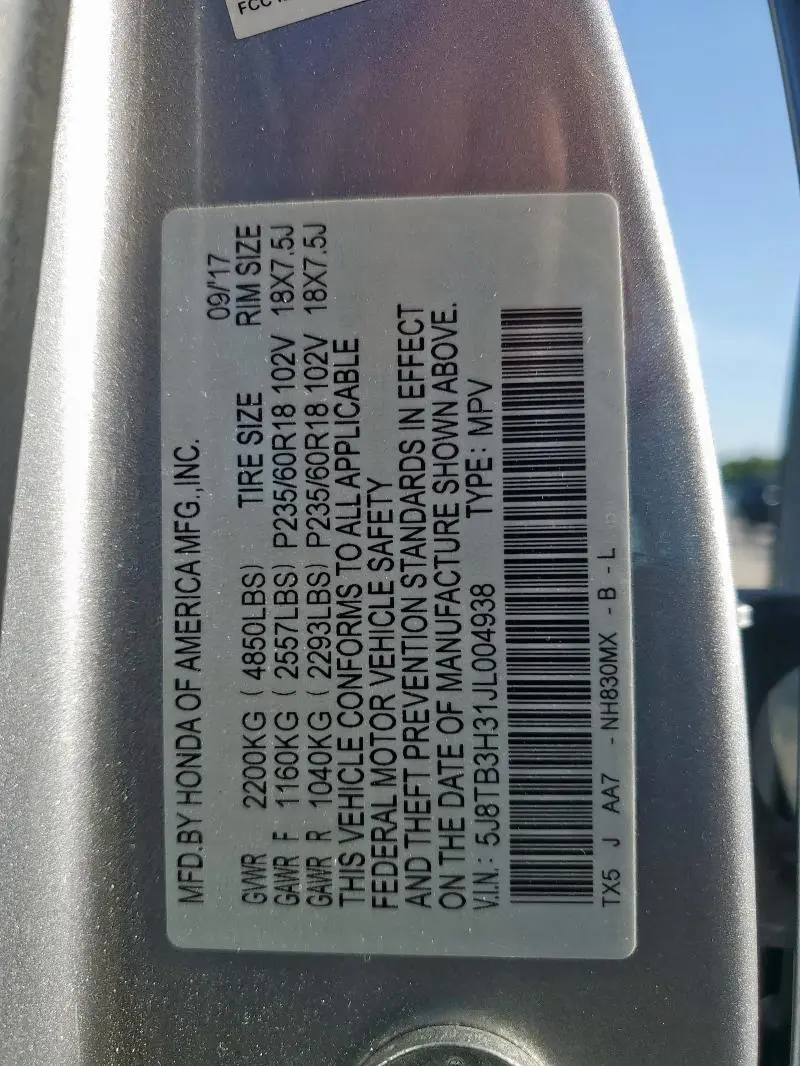 FCC
MFD.BY HONDA OF AMERICA MFG.,INC. 09/'17
GVWR 2200KG ( 4850LBS) TIRE SIZE RIM SIZE
GAWR F 1160KG ( 2557LBS) P235/60R18 102V 18X7.5J
GAWR R 1040KG ( 2293LBS) P235/60R18 102V 18X7.5J
THIS VEHICLE CONFORMS TO ALL APPLICABLE
FEDERAL MOTOR VEHICLE SAFETY
AND THEFT PREVENTION STANDARDS IN EFFECT
ON THE DATE OF MANUFACTURE SHOWN ABOVE.
V.I.N.: 5J8TB3H31JL004938 TYPE: MPV
TX5 J AA7 - NH830MX - B - L